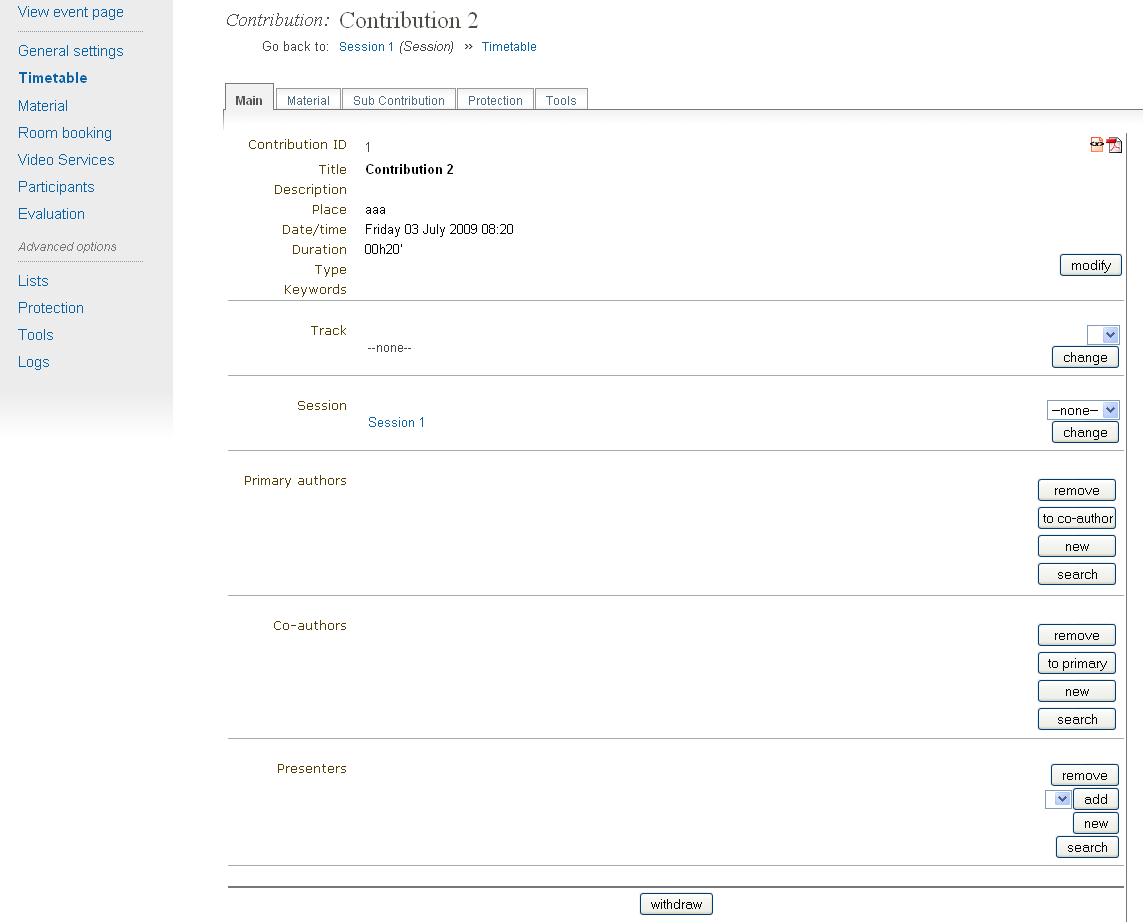 View event page
General settings
Timetable
Material
Room booking
Video Services
Participants
Evaluation
Advanced options
Lists
Protection
Tools
Logs
Contribution: Contribution 2
Go back to: Session 1 (Session) » Timetable
Main Material Sub Contribution Protection Tools
Contribution ID 1
Title Contribution 2
Description
Place aaa
Date/time Friday 03 July 2009 08:20
Duration 00h20'
Type
modify
Keywords
Track
--none--
change
Session
--none--
Session 1
change
Primary authors
remove
to co-author
new
search
Co-authors
remove
to primary
new
search
Presenters
remove
add
new
search
withdraw